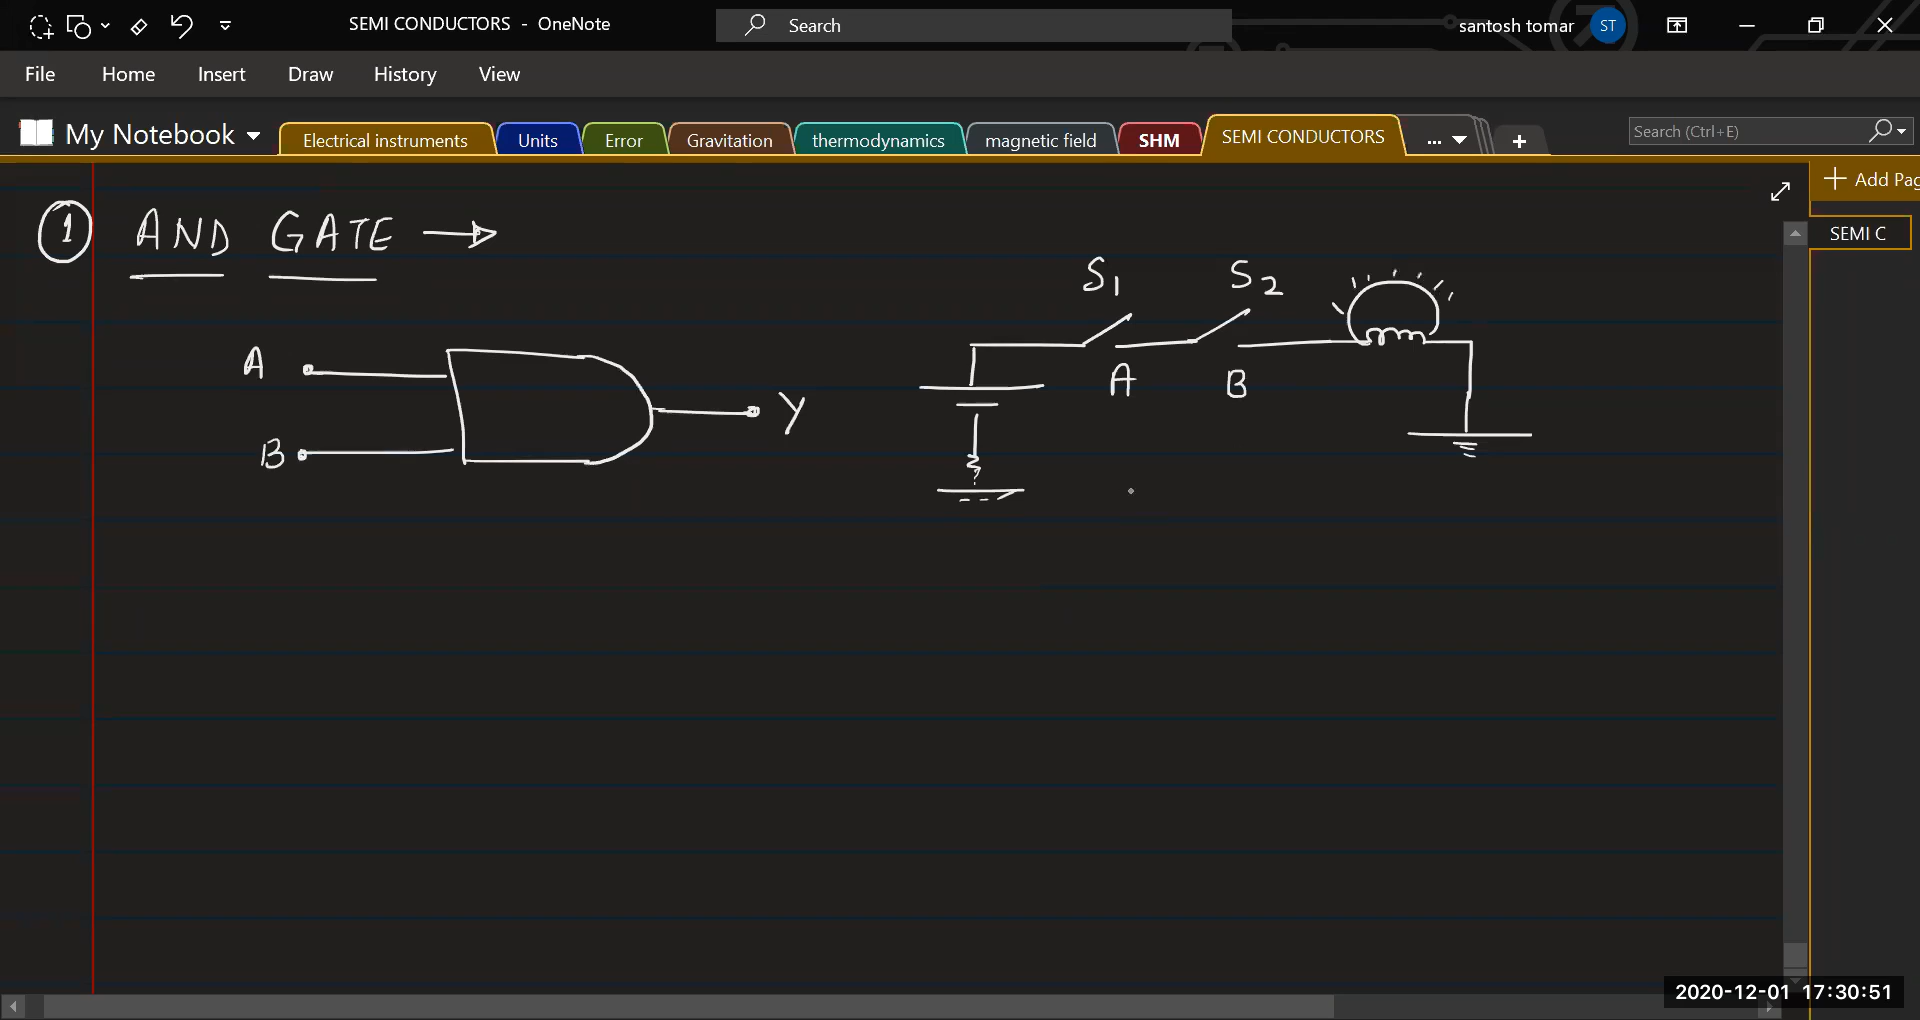 SEMI CONDUCTORS - OneNote
Search
santosh tomar ST
File Home Insert Draw History View
My Notebook
Electrical instruments Units Error Gravitation thermodynamics magnetic field SHM SEMI CONDUCTORS ... +
Search (Ctrl+E)
Add Pag
SEMI C
1 AND GATE →
A
B
Y
S1 S2
A B
2020-12-01 17:30:51